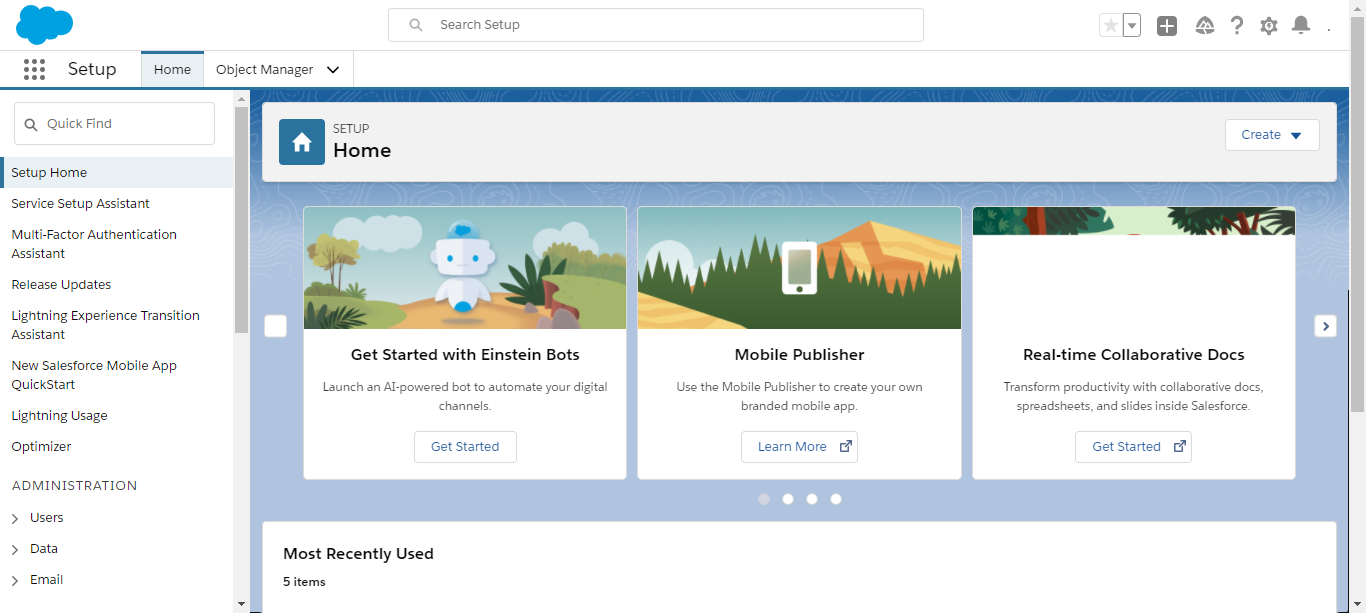 Search Setup
Setup
Home
Object Manager
Quick Find
Setup Home
Service Setup Assistant
Multi-Factor Authentication
Assistant
Release Updates
Lightning Experience Transition
Assistant
New Salesforce Mobile App
QuickStart
Lightning Usage
Optimizer
ADMINISTRATION
Users
Data
Email
SETUP
Home
Create
Get Started with Einstein Bots
Launch an AI-powered bot to automate your digital
channels.
Get Started
Mobile Publisher
Use the Mobile Publisher to create your own
branded mobile app.
Learn More
Real-time Collaborative Docs
Transform productivity with collaborative docs,
spreadsheets, and slides inside Salesforce.
Get Started
Most Recently Used
5 items